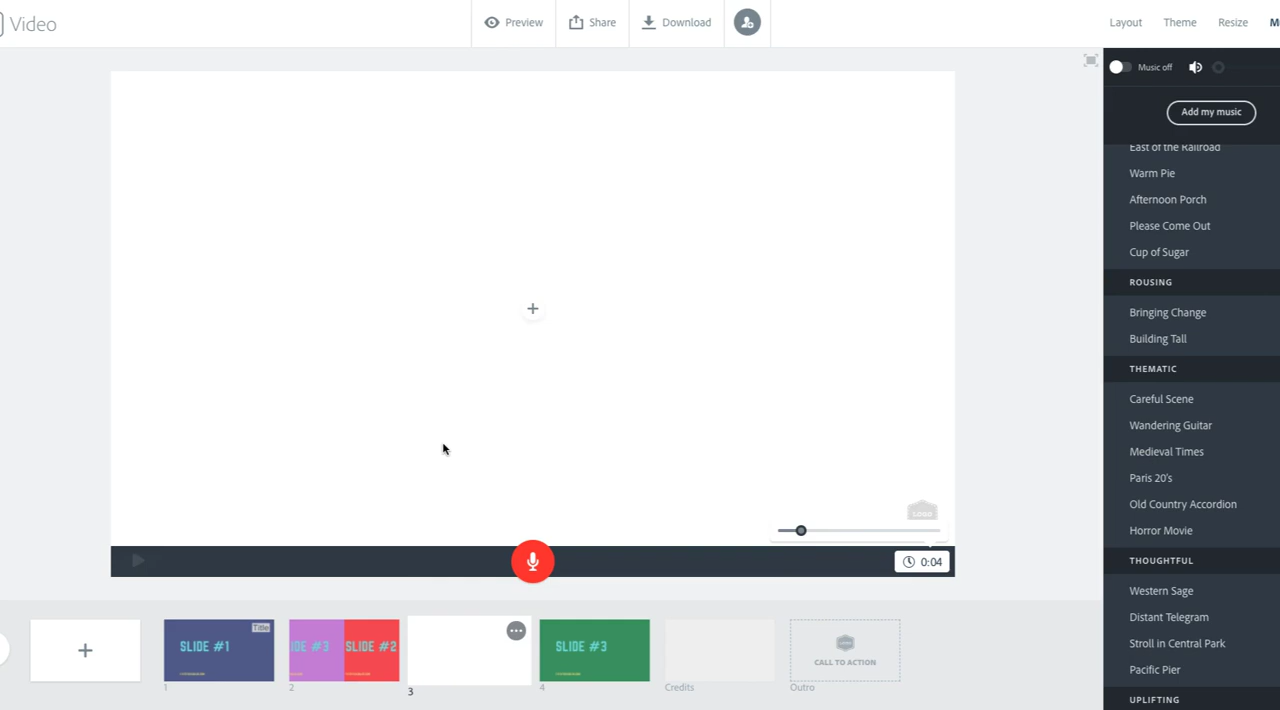 Video
Preview
Share
Download
Layout
Theme
Resize
Music off
Add my music
East of the Railroad
Warm Pie
Afternoon Porch
Please Come Out
Cup of Sugar
ROUSING
Bringing Change
Building Tall
THEMATIC
Careful Scene
Wandering Guitar
Medieval Times
Paris 20's
Old Country Accordion
Horror Movie
THOUGHTFUL
Western Sage
Distant Telegram
Stroll in Central Park
Pacific Pier
UPLIFTING
LOGO
0:04
Title
SLIDE #1
IDE #3
SLIDE #2
SLIDE #3
CALL TO ACTION
1
2
3
4
Credits
Outro